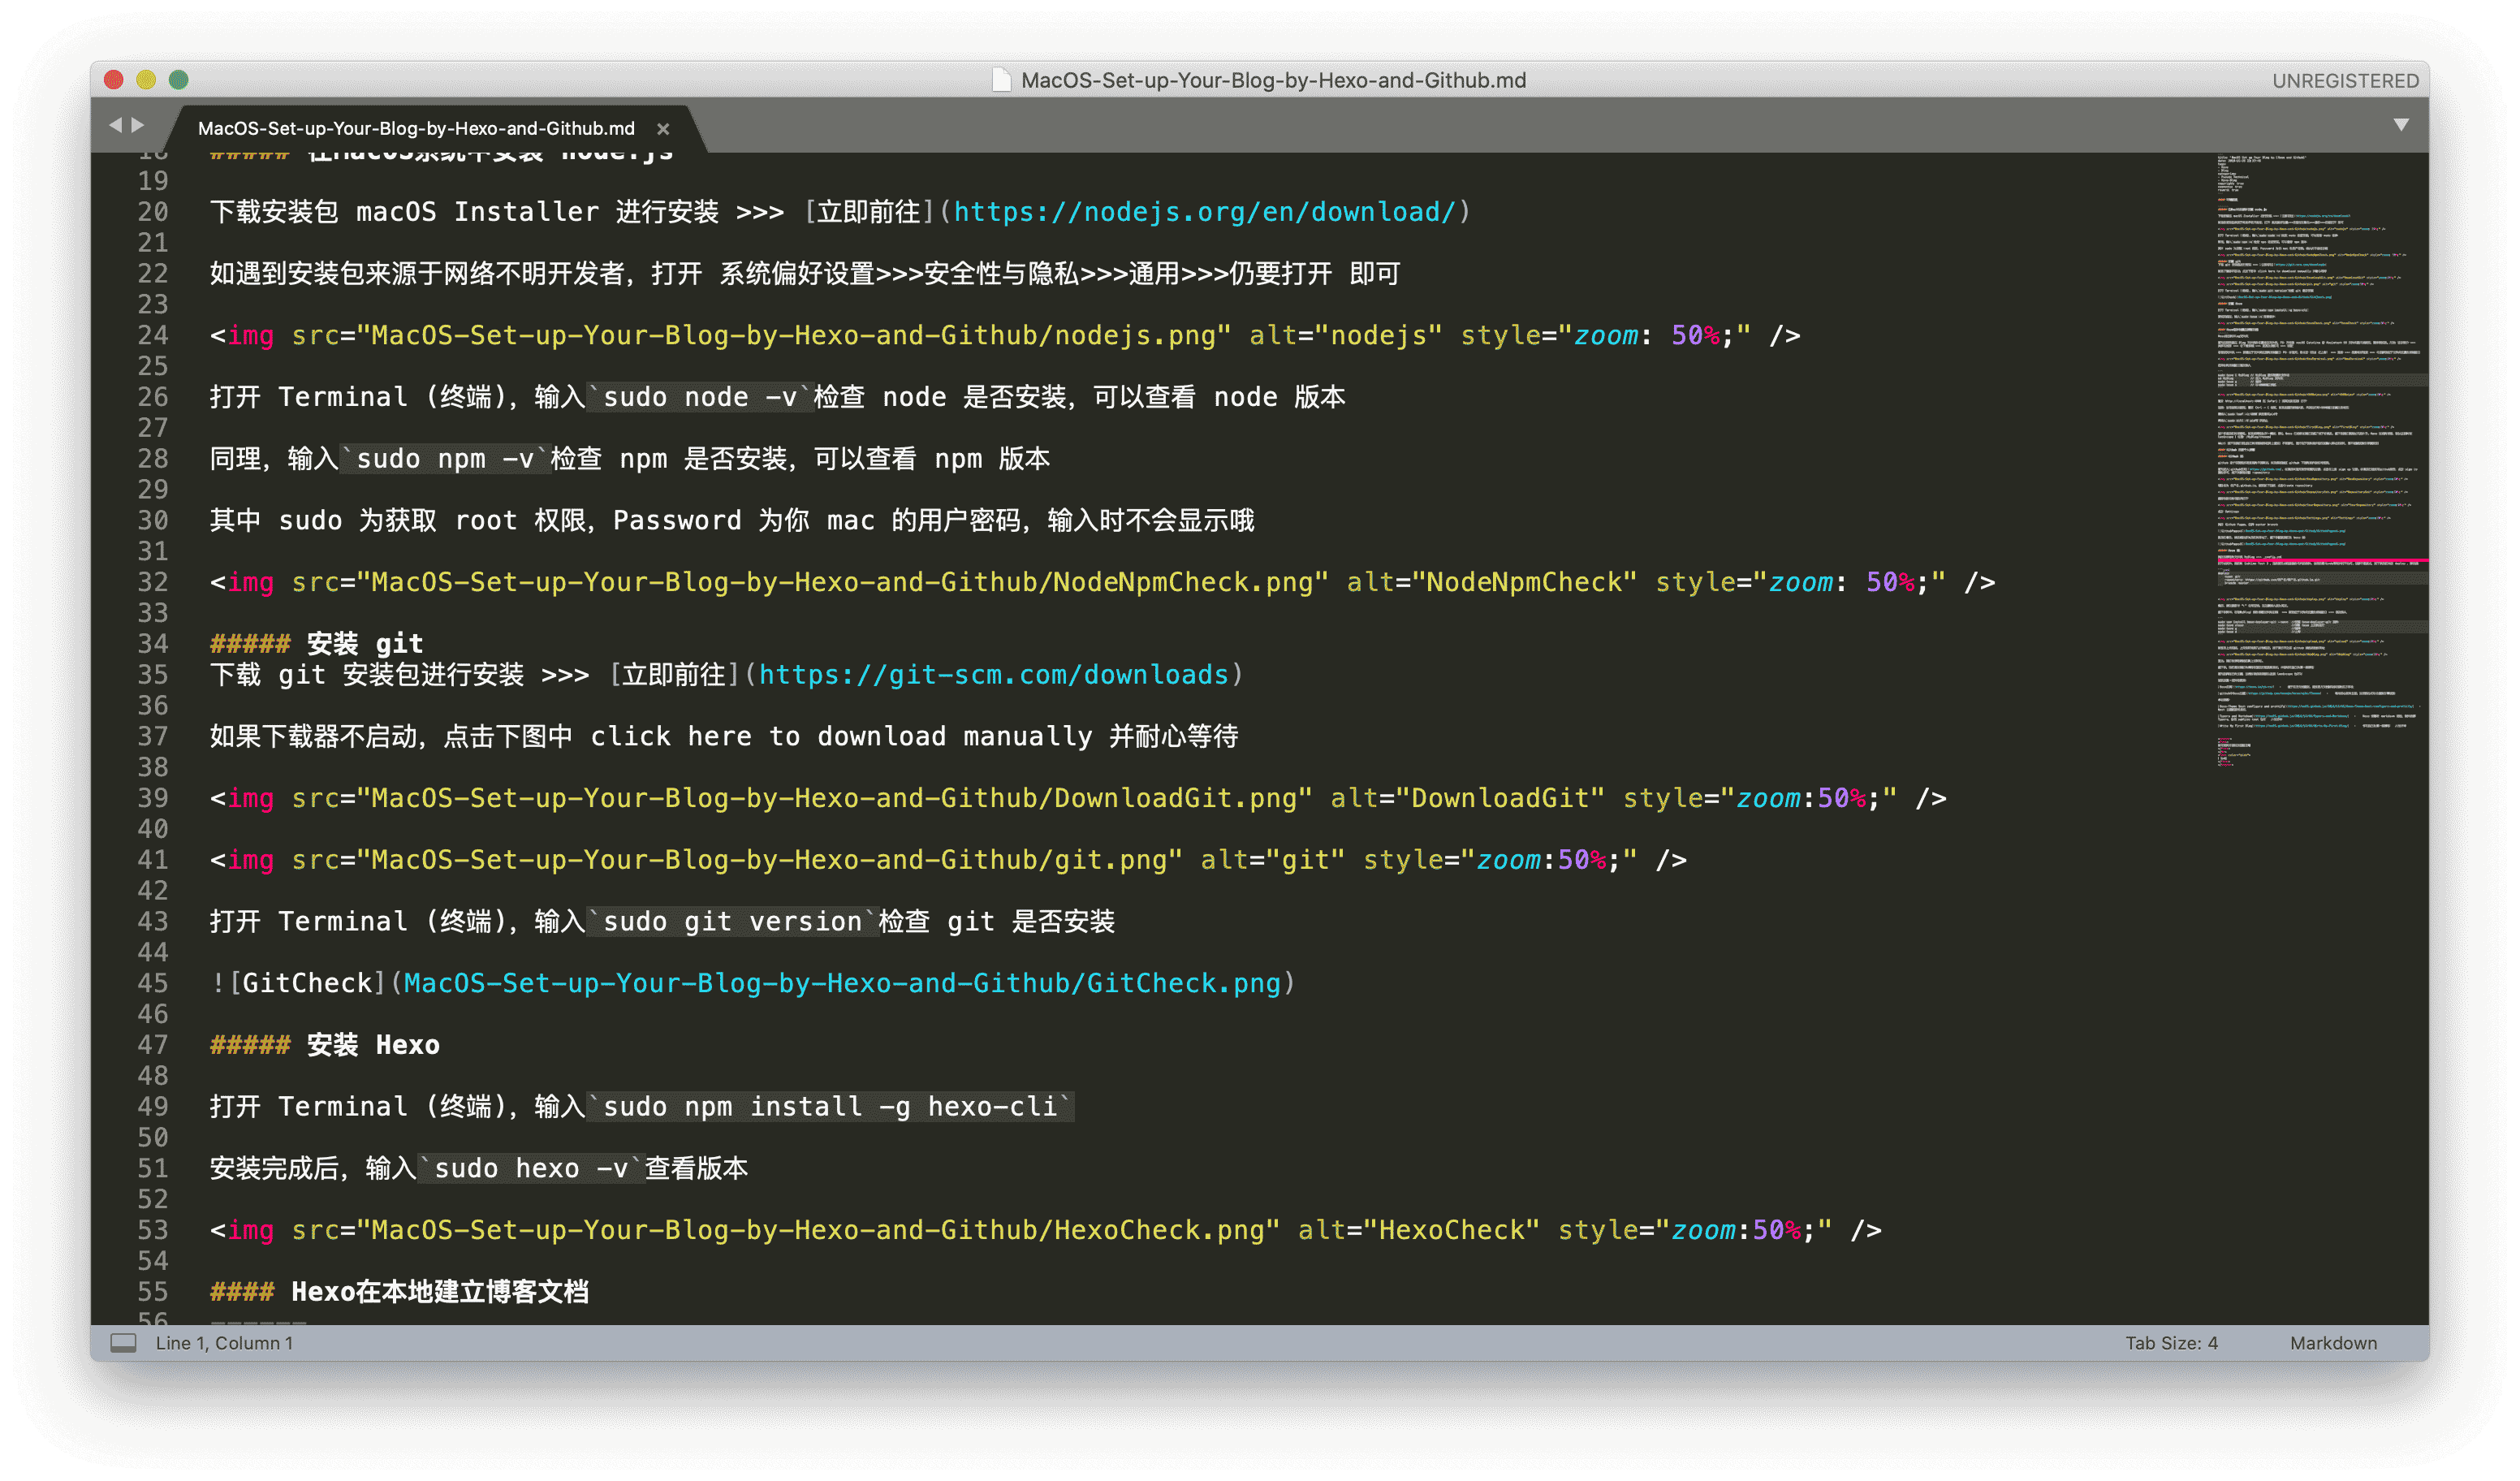 MacOS-Set-up-Your-Blog-by-Hexo-and-Github.md
UNREGISTERED
MacOS-Set-up-Your-Blog-by-Hexo-and-Github.md ×
18 ##### 在MacOS系统中安装 node.js
19
20 下载安装包 macOS Installer 进行安装 >>> [立即前往](https://nodejs.org/en/download/)
21
22 如遇到安装包来源于网络不明开发者，打开 系统偏好设置>>>安全性与隐私>>>通用>>>仍要打开 即可
23
24 <img src="MacOS-Set-up-Your-Blog-by-Hexo-and-Github/nodejs.png" alt="nodejs" style="zoom: 50%;" />
25
26 打开 Terminal (终端)，输入`sudo node -v`检查 node 是否安装，可以查看 node 版本
27
28 同理，输入`sudo npm -v`检查 npm 是否安装，可以查看 npm 版本
29
30 其中 sudo 为获取 root 权限，Password 为你 mac 的用户密码，输入时不会显示哦
31
32 <img src="MacOS-Set-up-Your-Blog-by-Hexo-and-Github/NodeNpmCheck.png" alt="NodeNpmCheck" style="zoom: 50%;" />
33
34 ##### 安装 git
35 下载 git 安装包进行安装 >>> [立即前往](https://git-scm.com/downloads)
36
37 如果下载器不启动，点击下图中 click here to download manually 并耐心等待
38
39 <img src="MacOS-Set-up-Your-Blog-by-Hexo-and-Github/DownloadGit.png" alt="DownloadGit" style="zoom:50%;" />
40
41 <img src="MacOS-Set-up-Your-Blog-by-Hexo-and-Github/git.png" alt="git" style="zoom:50%;" />
42
43 打开 Terminal (终端)，输入`sudo git version`检查 git 是否安装
44
45 ![GitCheck](MacOS-Set-up-Your-Blog-by-Hexo-and-Github/GitCheck.png)
46
47 ##### 安装 Hexo
48
49 打开 Terminal (终端)，输入`sudo npm install -g hexo-cli`
50
51 安装完成后，输入`sudo hexo -v`查看版本
52
53 <img src="MacOS-Set-up-Your-Blog-by-Hexo-and-Github/HexoCheck.png" alt="HexoCheck" style="zoom:50%;" />
54
55 #### Hexo在本地建立博客文档
56
Line 1, Column 1
Tab Size: 4
Markdown